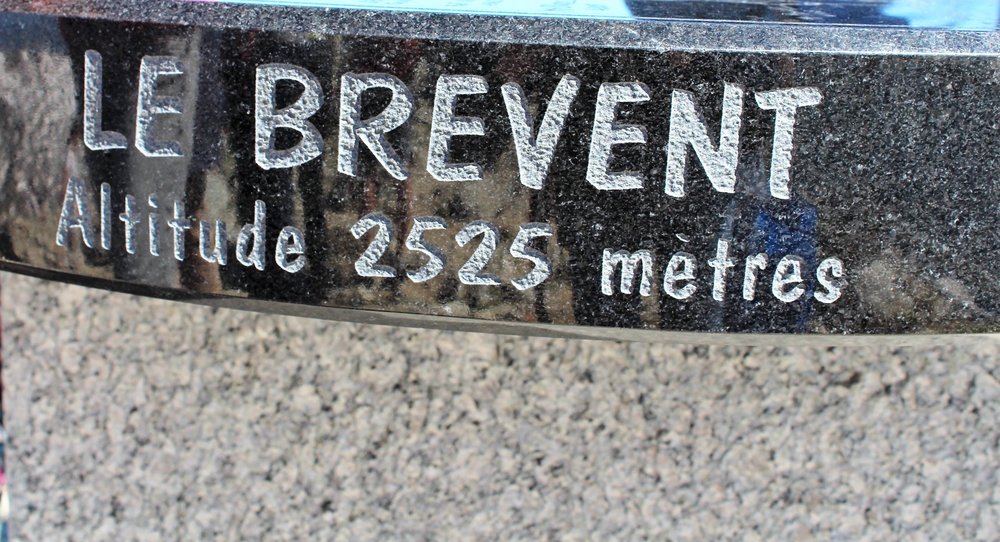 LE BREVENT
Altitude 2525 mètres